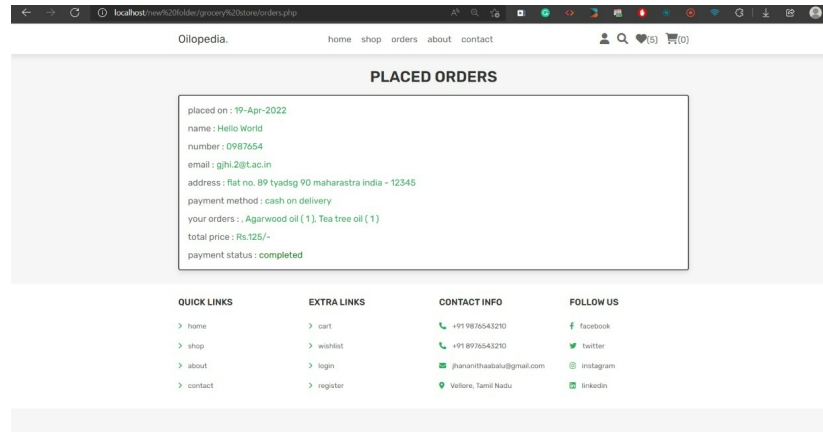 localhost/new%20folder/grocery%20store/orders.php
Oilopedia.
home shop orders about contact
(5) (0)
PLACED ORDERS
placed on : 19-Apr-2022
name : Hello World
number : 0987654
email : gjhi.2@t.ac.in
address : flat no. 89 tyadsg 90 maharastra india - 12345
payment method : cash on delivery
your orders : , Agarwood oil ( 1 ), Tea tree oil ( 1 )
total price : Rs.125/-
payment status : completed
QUICK LINKS
> home
> shop
> about
> contact
EXTRA LINKS
> cart
> wishlist
> login
> register
CONTACT INFO
+91 9876543210
+91 8976543210
jhananithaabalu@gmail.com
Vellore, Tamil Nadu
FOLLOW US
facebook
twitter
instagram
linkedin